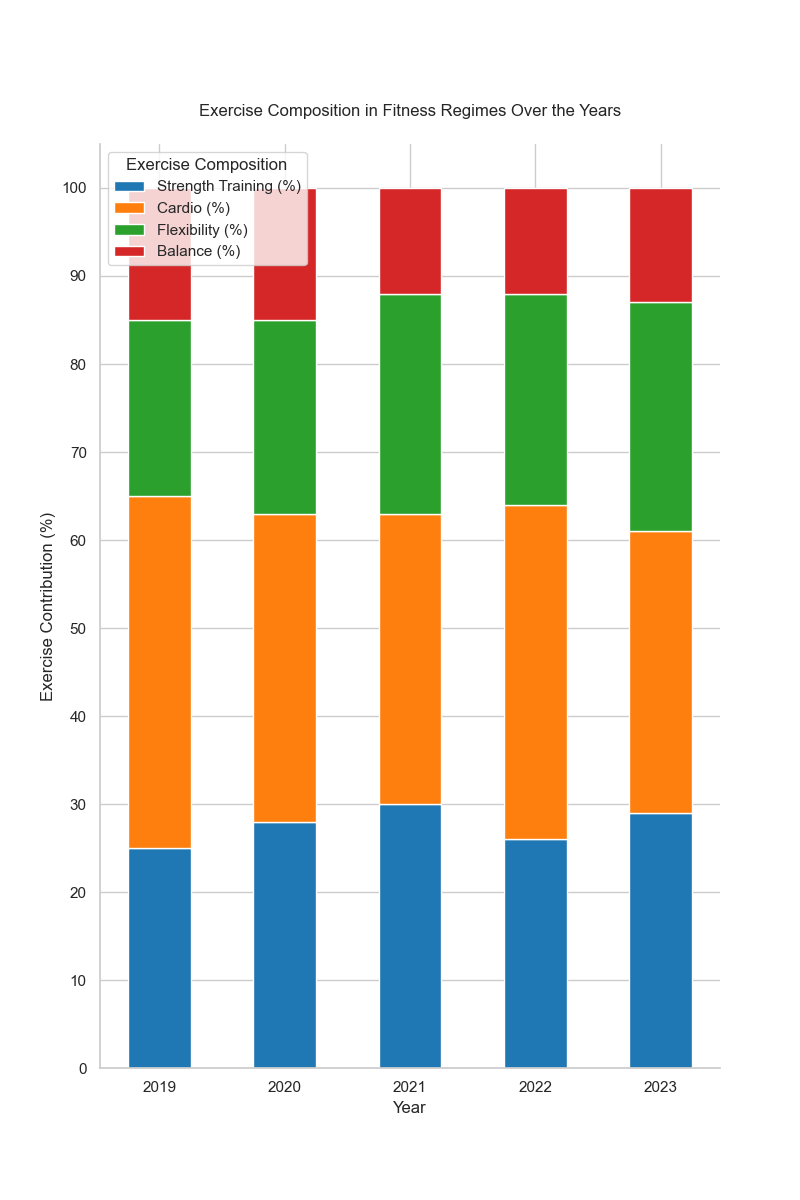 Exercise Composition in Fitness Regimes Over the Years
Exercise Composition
Strength Training (%)
Cardio (%)
Flexibility (%)
Balance (%)
100
90
80
70
60
50
40
30
20
10
0
Exercise Contribution (%)
2019 2020 2021 2022 2023
Year